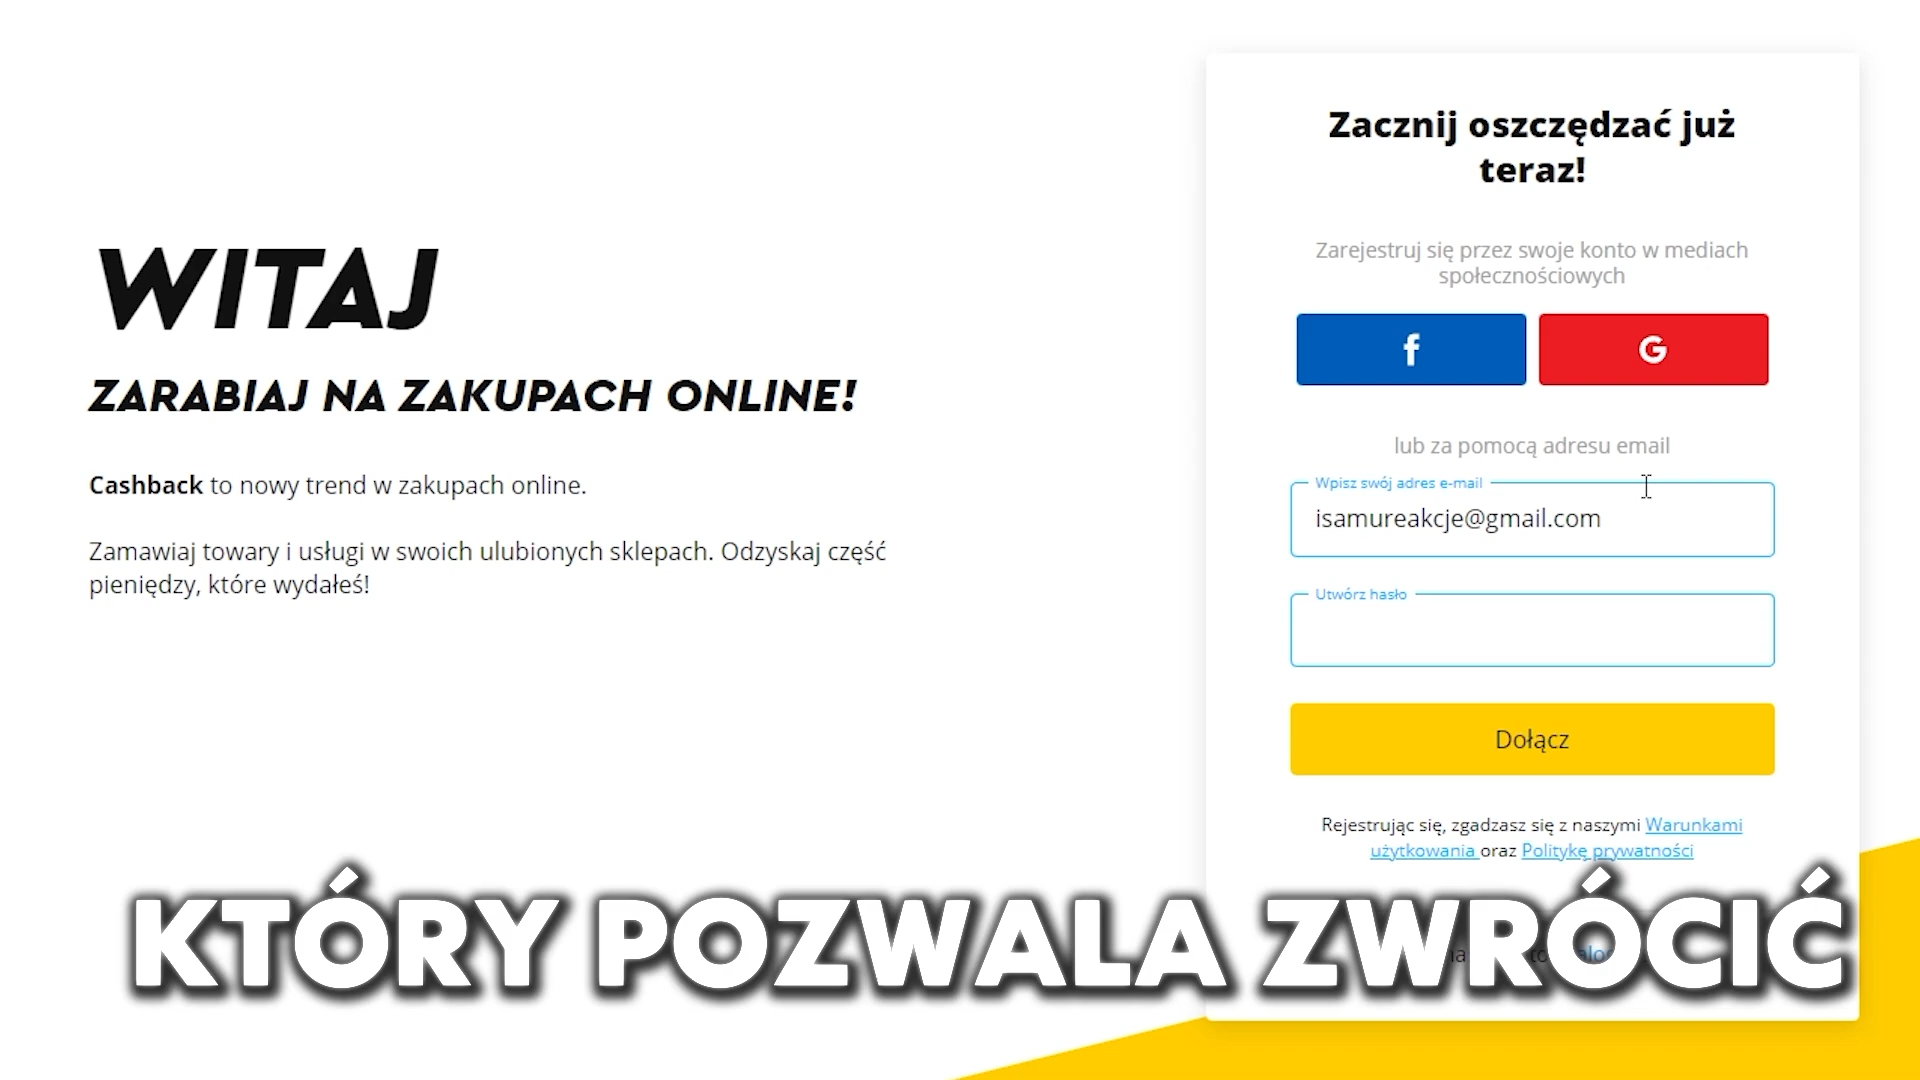 WITAJ
ZARABIAJ NA ZAKUPACH ONLINE!
Cashback to nowy trend w zakupach online.
Zamawiaj towary i usługi w swoich ulubionych sklepach. Odzyskaj część
pieniędzy, które wydałeś!
Zacznij oszczędzać już
teraz!
Zarejestruj się przez swoje konto w mediach
społecznościowych
f G
lub za pomocą adresu email
Wpisz swój adres e-mail
isamureakcje@gmail.com
Utwórz hasło
Dołącz
Rejestrując się, zgadzasz się z naszymi Warunkami
użytkowania oraz Politykę prywatności
KTÓRY POZWALA ZWRÓCIĆ